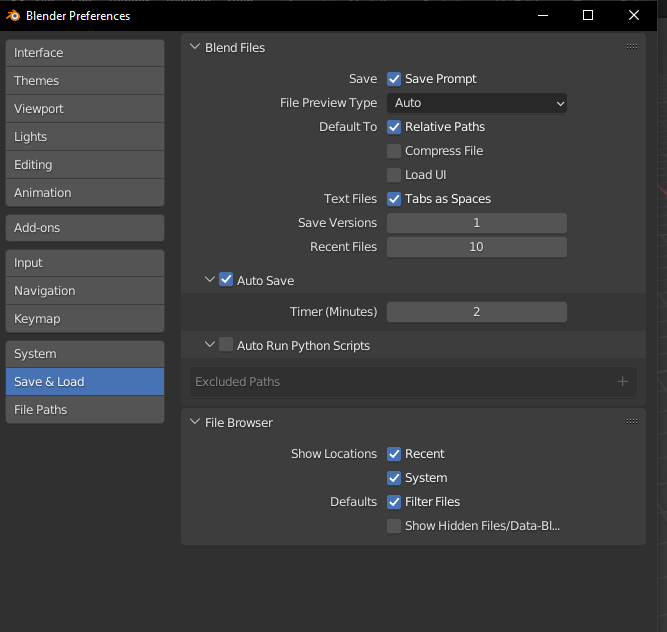 Blender Preferences
Interface
Themes
Viewport
Lights
Editing
Animation
Add-ons
Input
Navigation
Keymap
System
Save & Load
File Paths
Blend Files
Save Save Prompt
File Preview Type Auto
Default To Relative Paths
Compress File
Load UI
Text Files Tabs as Spaces
Save Versions 1
Recent Files 10
Auto Save
Timer (Minutes) 2
Auto Run Python Scripts
Excluded Paths
File Browser
Show Locations Recent
System
Defaults Filter Files
Show Hidden Files/Data-Bl...